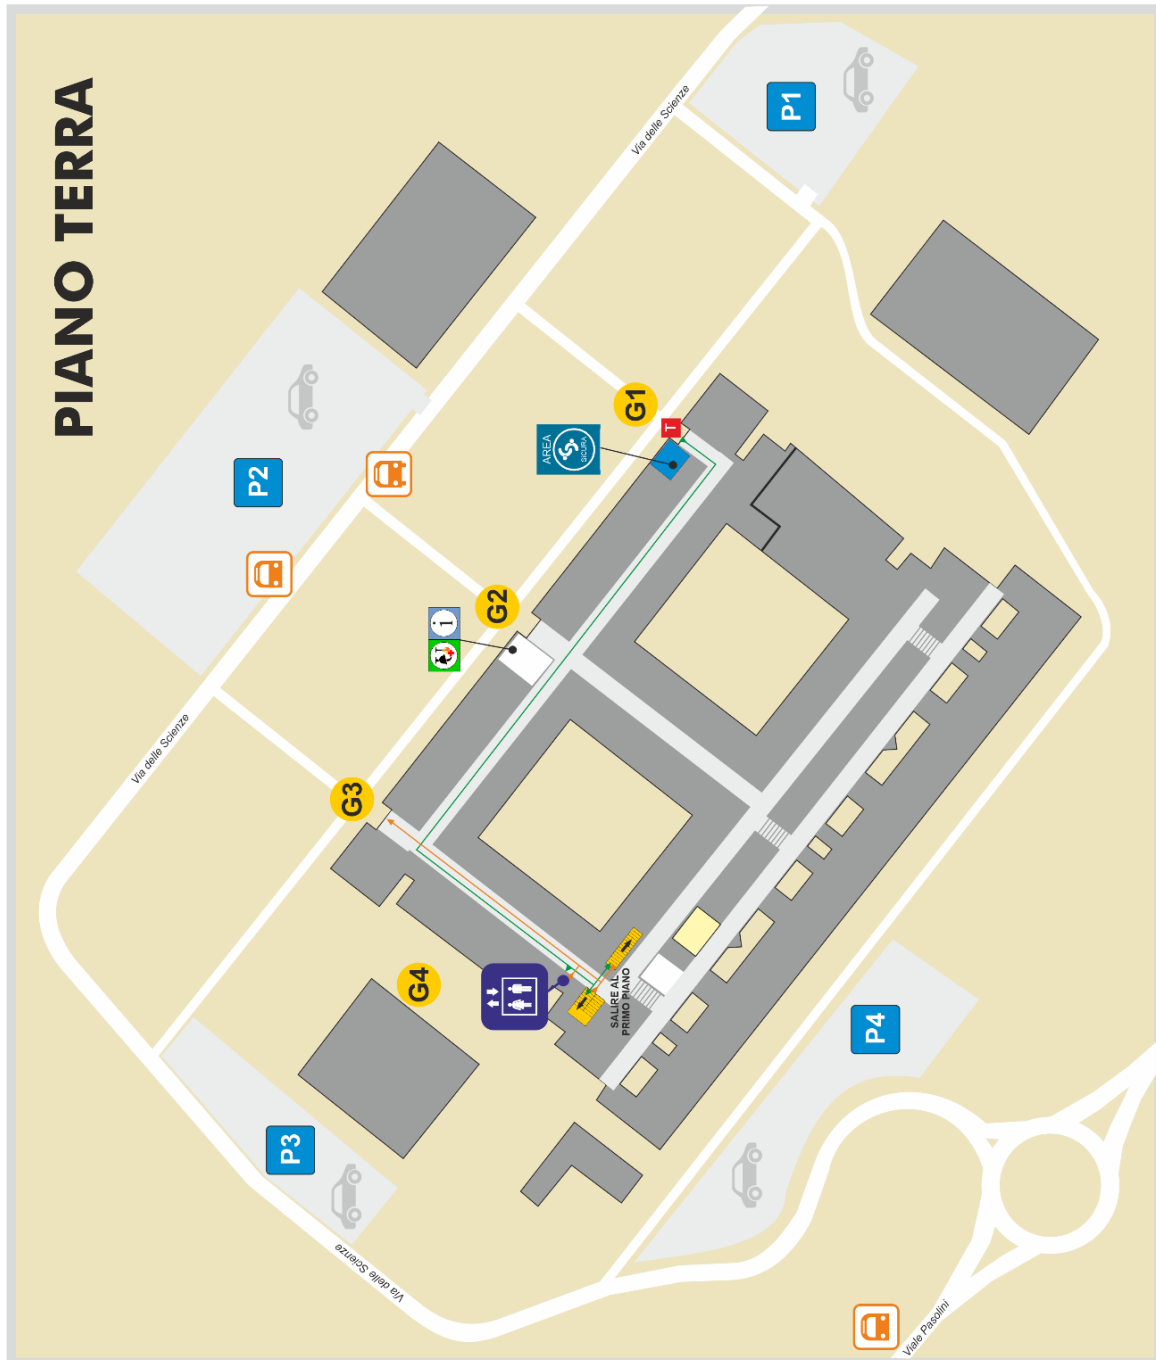 PIANO TERRA
P1
Via delle Scienze
P2
G1
T
AREA
SICURA
G2
i
Via delle Scienze
G3
G4
SALIRE AL
PRIMO PIANO
P4
P3
Via delle Scienze
Viale Pasolini